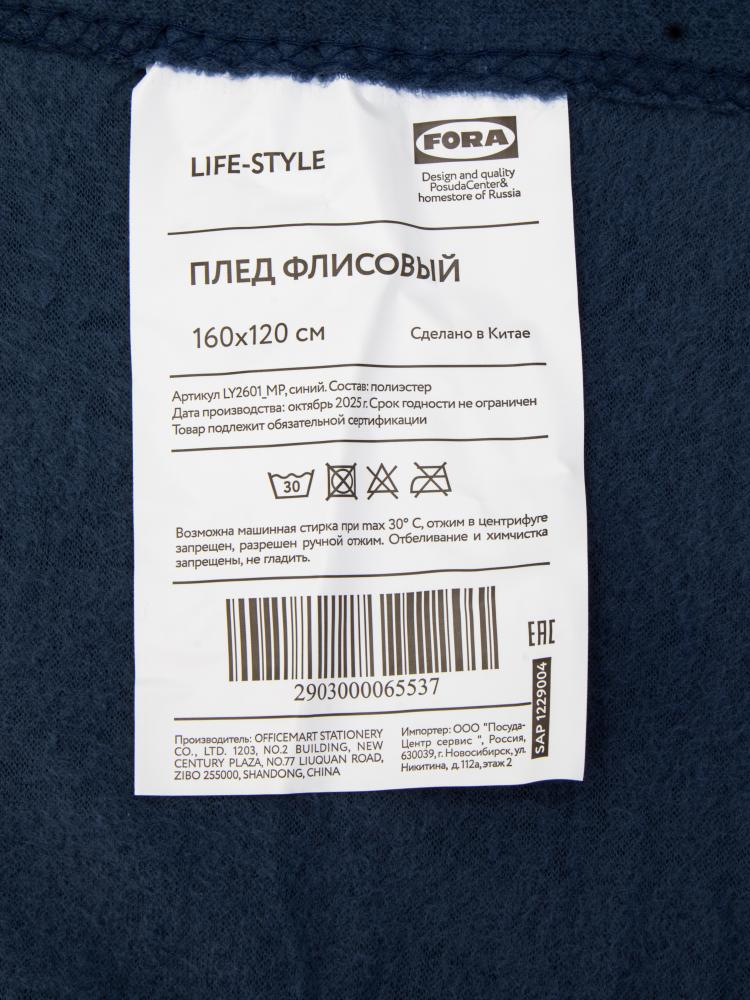 LIFE-STYLE
FORA
Design and quality
PosudaCenter&
homestore of Russia
ПЛЕД ФЛИСОВЫЙ
160х120 см
Сделано в Китае
Артикул LY2601_MP, синий. Состав: полиэстер
Дата производства: октябрь 2025 г. Срок годности не ограничен
Товар подлежит обязательной сертификации
30
Возможна машинная стирка при max 30° С, отжим в центрифуге
запрещен, разрешен ручной отжим. Отбеливание и химчистка
запрещены, не гладить.
2903000065537
EAC
SAP 1229004
Производитель: OFFICEMART STATIONERY
CO., LTD. 1203, NO.2 BUILDING, NEW
CENTURY PLAZA, NO.77 LIUQUAN ROAD,
ZIBO 255000, SHANDONG, CHINA
Импортер: ООО "Посуда-
Центр сервис ", Россия,
630039, г. Новосибирск, ул.
Никитина, д.112а, этаж 2